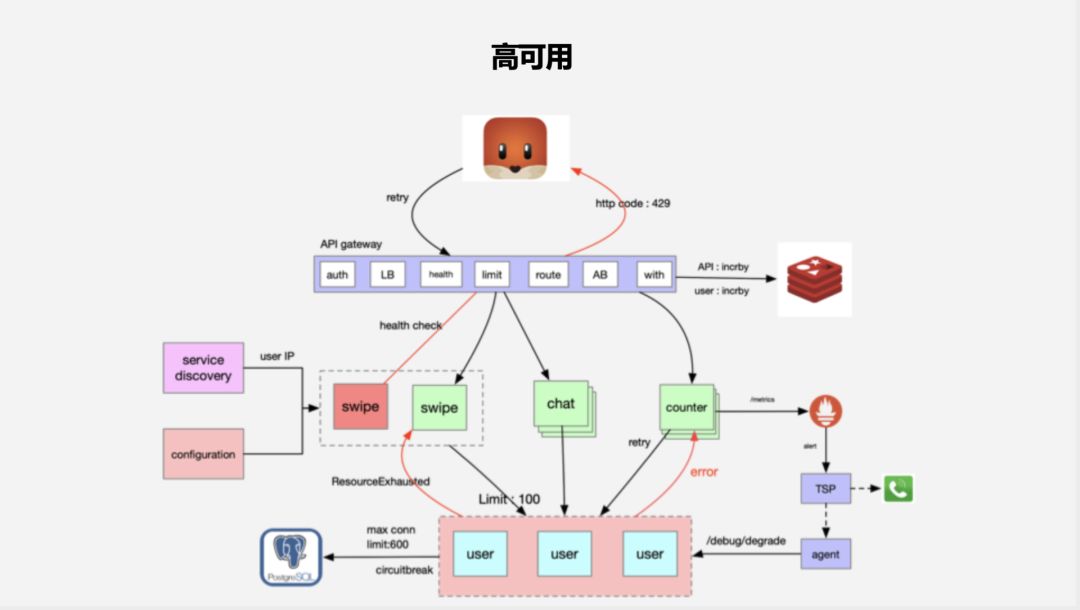 高可用
retry
http code : 429
API gateway
auth
LB
health
limit
route
AB
with
API : incrby
user : incrby
health check
service
discovery
user IP
configuration
swipe
swipe
chat
counter
/metrics
alert
retry
error
ResourceExhausted
Limit : 100
TSP
user
user
user
/debug/degrade
agent
max conn
limit:600
circuitbreak
PostgreSQL